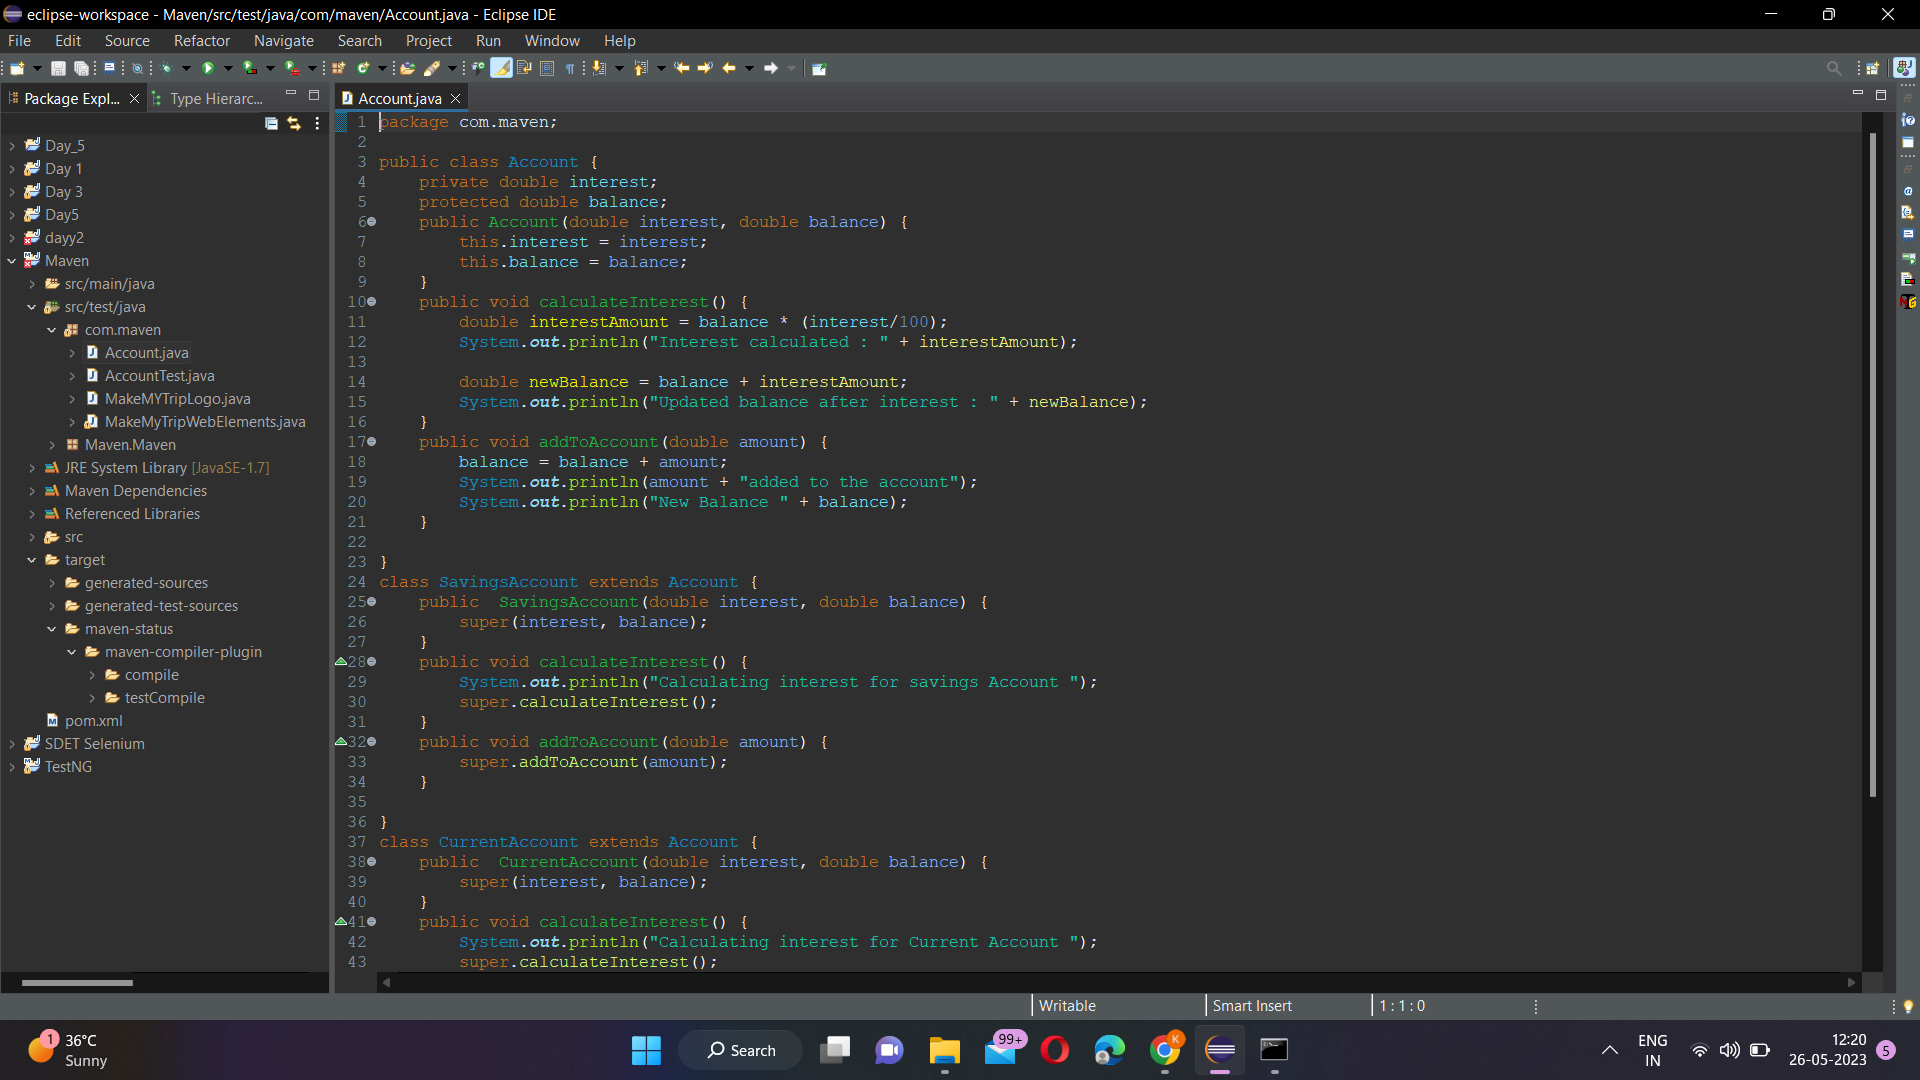 eclipse-workspace - Maven/src/test/java/com/maven/Account.java - Eclipse IDE
File Edit Source Refactor Navigate Search Project Run Window Help
Package Expl... Type Hierarc...
Day_5
Day 1
Day 3
Day5
dayy2
Maven
src/main/java
src/test/java
com.maven
Account.java
AccountTest.java
MakeMYTripLogo.java
MakeMyTripWebElements.java
Maven.Maven
JRE System Library [JavaSE-1.7]
Maven Dependencies
Referenced Libraries
src
target
generated-sources
generated-test-sources
maven-status
maven-compiler-plugin
compile
testCompile
pom.xml
SDET Selenium
TestNG
Account.java
1 package com.maven;
2
3 public class Account {
4     private double interest;
5     protected double balance;
6     public Account(double interest, double balance) {
7         this.interest = interest;
8         this.balance = balance;
9     }
10     public void calculateInterest() {
11         double interestAmount = balance * (interest/100);
12         System.out.println("Interest calculated : " + interestAmount);
13
14         double newBalance = balance + interestAmount;
15         System.out.println("Updated balance after interest : " + newBalance);
16     }
17     public void addToAccount(double amount) {
18         balance = balance + amount;
19         System.out.println(amount + "added to the account");
20         System.out.println("New Balance " + balance);
21     }
22
23 }
24 class SavingsAccount extends Account {
25     public  SavingsAccount(double interest, double balance) {
26         super(interest, balance);
27     }
28     public void calculateInterest() {
29         System.out.println("Calculating interest for savings Account ");
30         super.calculateInterest();
31     }
32     public void addToAccount(double amount) {
33         super.addToAccount(amount);
34     }
35
36 }
37 class CurrentAccount extends Account {
38     public  CurrentAccount(double interest, double balance) {
39         super(interest, balance);
40     }
41     public void calculateInterest() {
42         System.out.println("Calculating interest for Current Account ");
43         super.calculateInterest();
Writable Smart Insert 1 : 1 : 0
1 36°C
Sunny
Search
99+
K
ENG
IN
12:20
26-05-2023
5